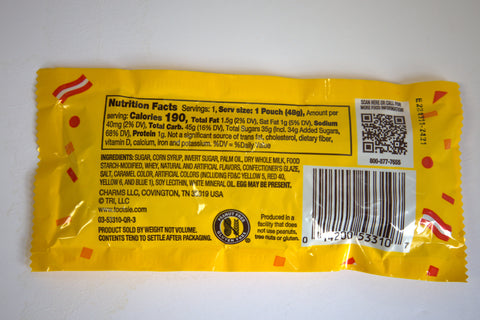 Nutrition Facts Servings: 1, Serv size: 1 Pouch (48g), Amount per
serving: Calories 190, Total Fat 1.5g (2% DV), Sat Fat 1g (5% DV), Sodium
40mg (2% DV), Total Carb. 45g (16% DV), Total Sugars 35g (Incl. 34g Added Sugars,
68% DV), Protein 1g. Not a significant source of trans fat, cholesterol, dietary fiber,
vitamin D, calcium, iron and potassium. %DV = %Daily Value
INGREDIENTS: SUGAR, CORN SYRUP, INVERT SUGAR, PALM OIL, DRY WHOLE MILK, FOOD
STARCH-MODIFIED, WHEY, NATURAL AND ARTIFICIAL FLAVORS, CONFECTIONER'S GLAZE,
SALT, CARAMEL COLOR, ARTIFICIAL COLORS (INCLUDING FD&C YELLOW 5, RED 40,
YELLOW 6, AND BLUE 1), SOY LECITHIN, WHITE MINERAL OIL. EGG MAY BE PRESENT.
CHARMS LLC, COVINGTON, TN 38019 USA
© TRI, LLC
www.tootsie.com
03-53310-QR-3
PRODUCT SOLD BY WEIGHT NOT VOLUME.
CONTENTS TEND TO SETTLE AFTER PACKAGING.
PEANUT FREE
N
GLUTEN FREE
Produced in a
facility that does
not use peanuts,
tree nuts or gluten.
SCAN HERE OR CALL FOR
MORE FOOD INFORMATION
800-877-7655
0 14200 53310 7